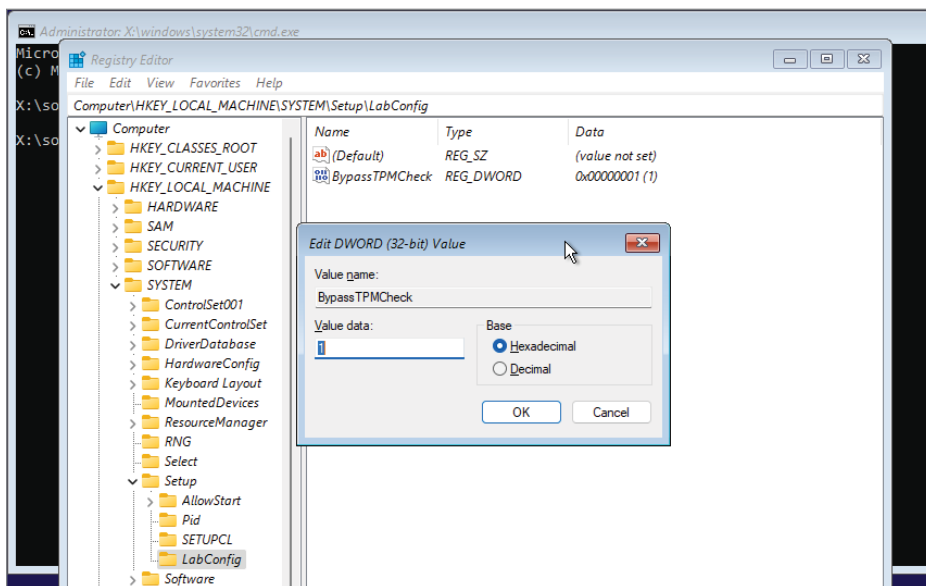 Administrator: X:\windows\system32\cmd.exe
Micro
(c) M
X:\so
X:\so
Registry Editor
File Edit View Favorites Help
Computer\HKEY_LOCAL_MACHINE\SYSTEM\Setup\LabConfig
Computer
HKEY_CLASSES_ROOT
HKEY_CURRENT_USER
HKEY_LOCAL_MACHINE
HARDWARE
SAM
SECURITY
SOFTWARE
SYSTEM
ControlSet001
CurrentControlSet
DriverDatabase
HardwareConfig
Keyboard Layout
MountedDevices
ResourceManager
RNG
Select
Setup
AllowStart
Pid
SETUPCL
LabConfig
Software
Name Type Data
(Default) REG_SZ (value not set)
BypassTPMCheck REG_DWORD 0x00000001 (1)
Edit DWORD (32-bit) Value
Value name:
BypassTPMCheck
Value data:
1
Base
Hexadecimal
Decimal
OK Cancel